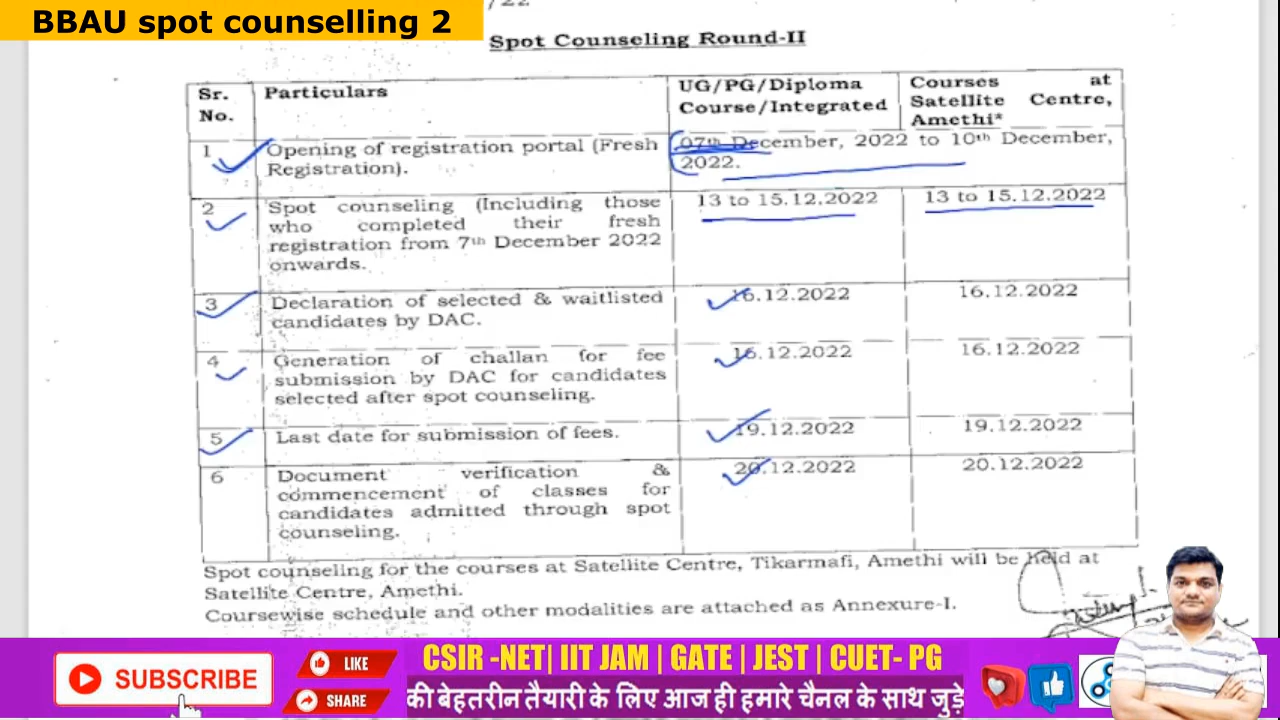 BBAU spot counselling 2
/22
Spot Counseling Round-II
Sr. No.
Particulars
UG/PG/Diploma Course/Integrated
Courses at Satellite Centre, Amethi*
1
Opening of registration portal (Fresh
Registration).
07th December, 2022 to 10th December,
2022.
2
Spot counseling (Including those
who completed their fresh
registration from 7th December 2022
onwards.
13 to 15.12.2022
13 to 15.12.2022
3
Declaration of selected & waitlisted
candidates by DAC.
16.12.2022
16.12.2022
4
Generation of challan for fee
submission by DAC for candidates
selected after spot counseling.
16.12.2022
16.12.2022
5
Last date for submission of fees.
19.12.2022
19.12.2022
6
Document verification &
commencement of classes for
candidates admitted through spot
counseling.
20.12.2022
20.12.2022
Spot counseling for the courses at Satellite Centre, Tikarmafi, Amethi will be held at
Satellite Centre, Amethi.
Coursewise schedule and other modalities are attached as Annexure-I.
SUBSCRIBE
LIKE
SHARE
CSIR -NET| IIT JAM | GATE | JEST | CUET- PG
की बेहतरीन तैयारी के लिए आज ही हमारे चैनल के साथ जुड़े